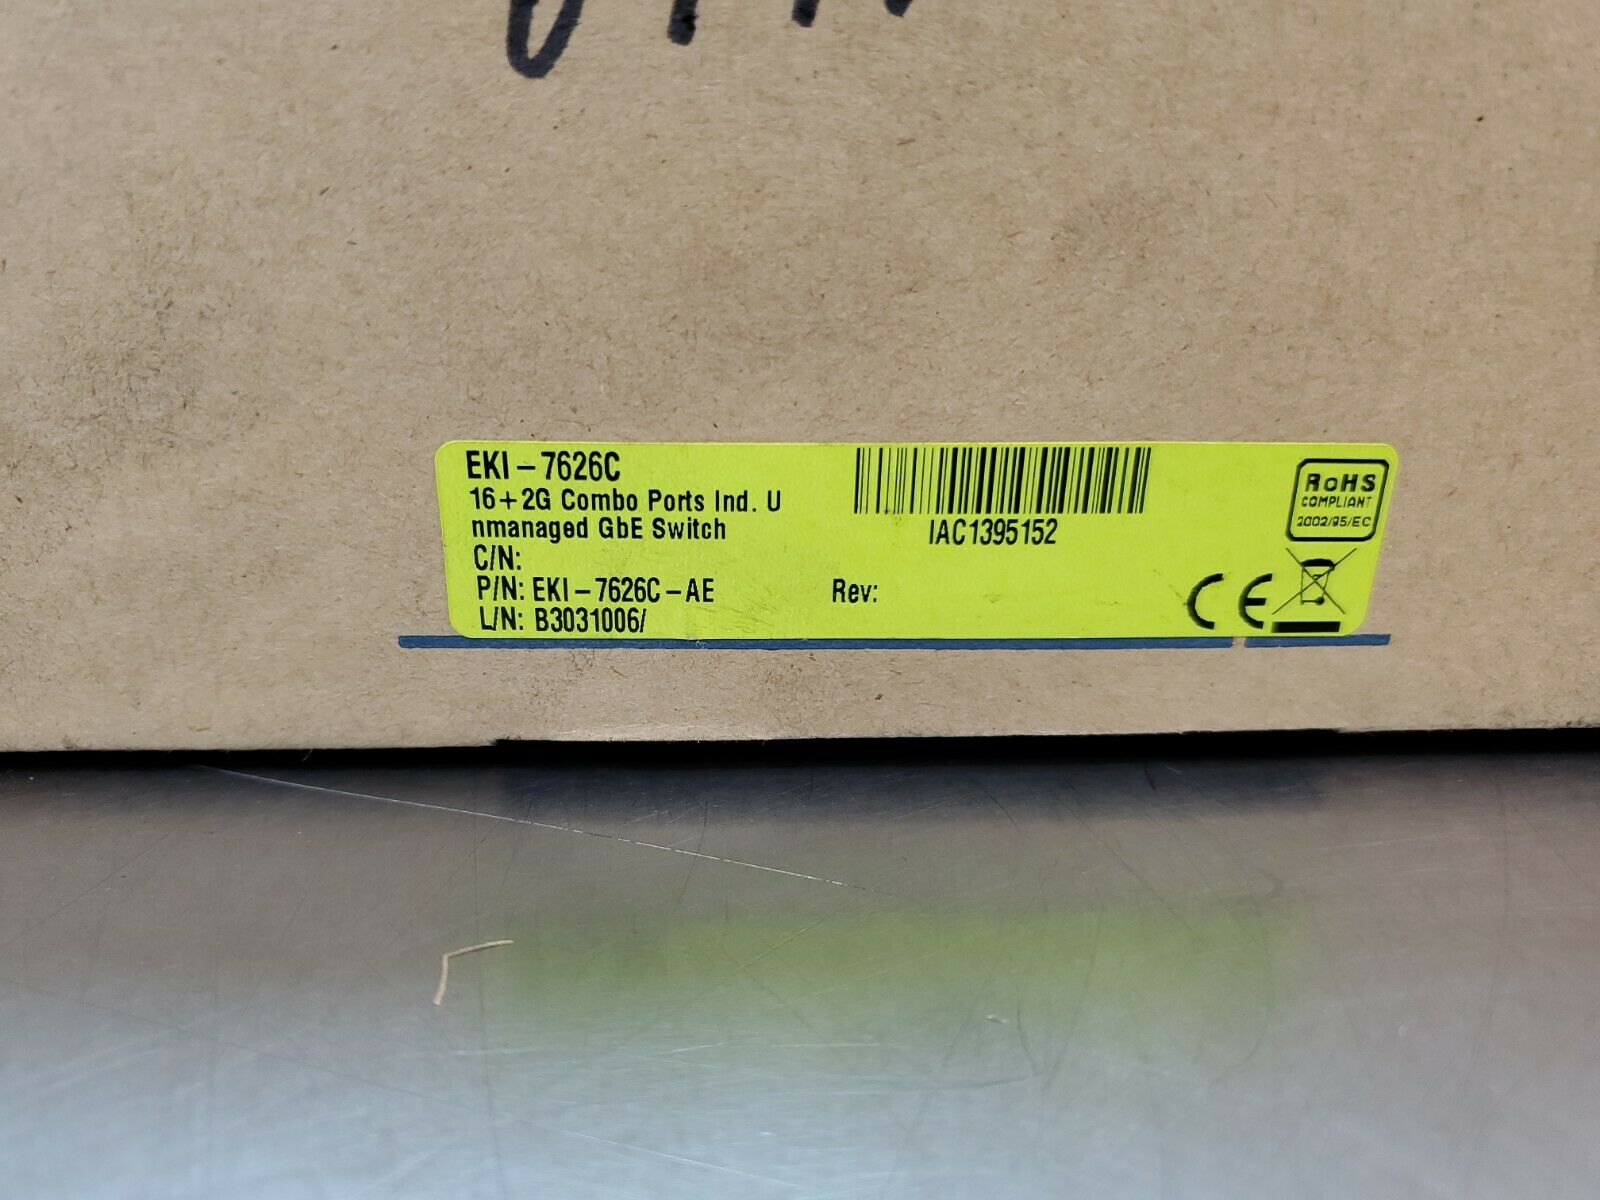 EKI-7626C
16+2G Combo Ports Ind. U
nmanaged GbE Switch
C/N:
P/N: EKI-7626C-AE
Rev:
L/N: B3031006/
IAC1395152
RoHS
COMPLIANT
2002/95/EC
CE